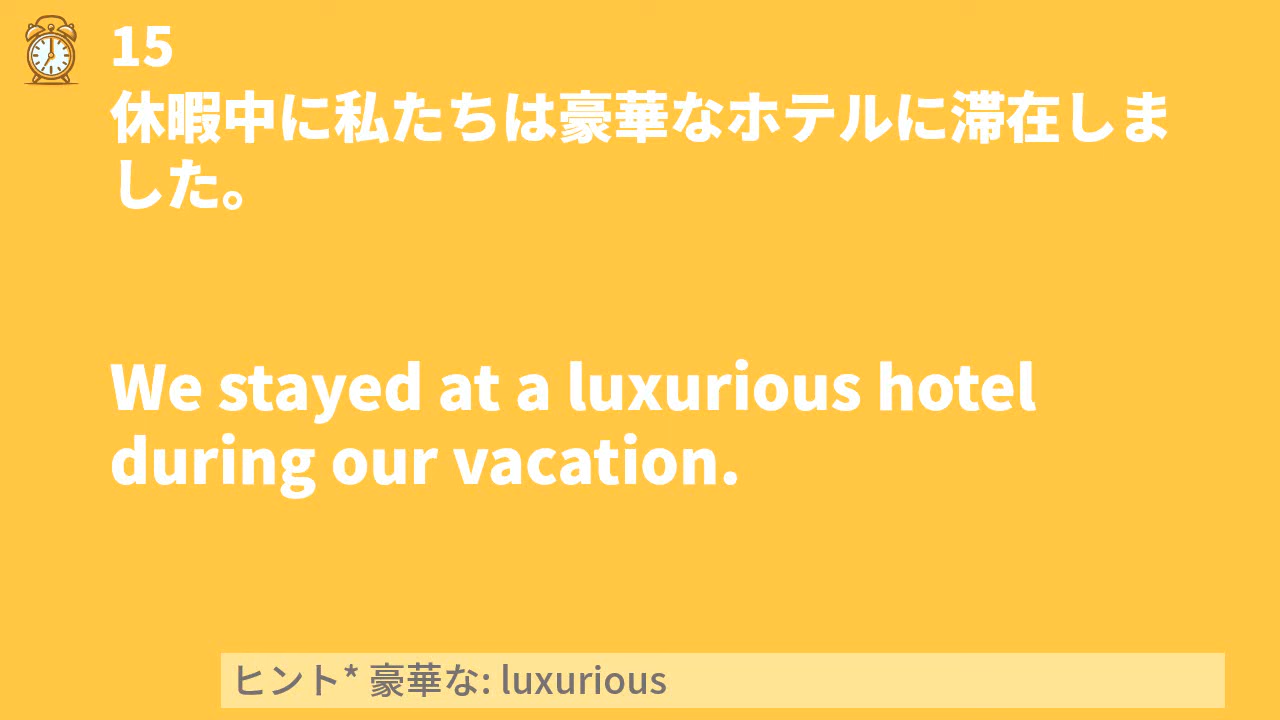 15
休暇中に私たちは豪華なホテルに滞在しま
した。
We stayed at a luxurious hotel
during our vacation.
ヒント* 豪華な: luxurious